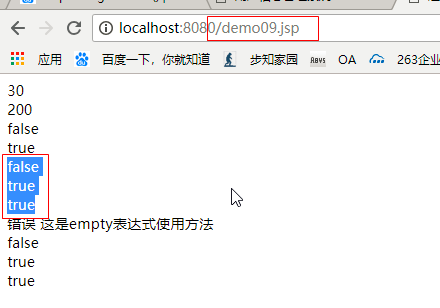 localhost:8080/demo09.jsp
应用 百度一下，你就知道 步知家园 Abvs OA 263企业邮
30
200
false
true
false
true
true
错误 这是empty表达式使用方法
false
true
true